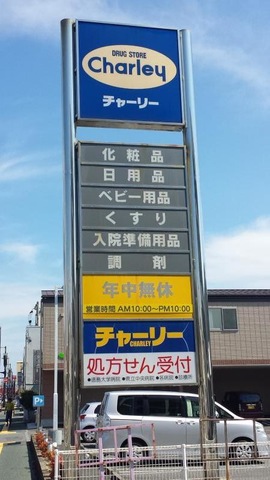 DRUG STORE
Charley
チャーリー
化粧品
日用品
ベビー用品
くすり
入院準備用品
調剤
年中無休
営業時間 AM10:00〜PM10:00
チャーリー
CHARLEY
処方せん受付
P